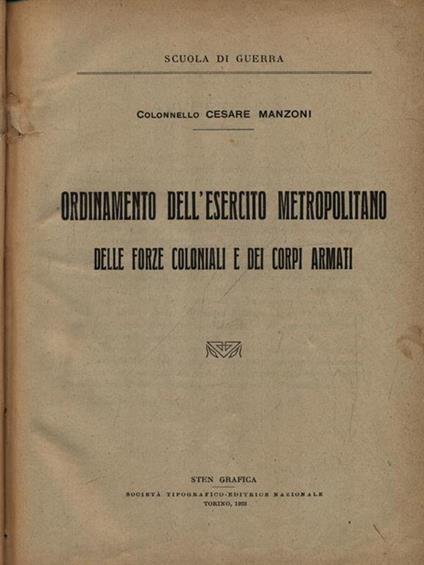 SCUOLA DI GUERRA
COLONNELLO CESARE MANZONI
ORDINAMENTO DELL'ESERCITO METROPOLITANO
DELLE FORZE COLONIALI E DEI CORPI ARMATI
STEN GRAFICA
SOCIETÀ TIPOGRAFICO-EDITRICE NAZIONALE
TORINO,